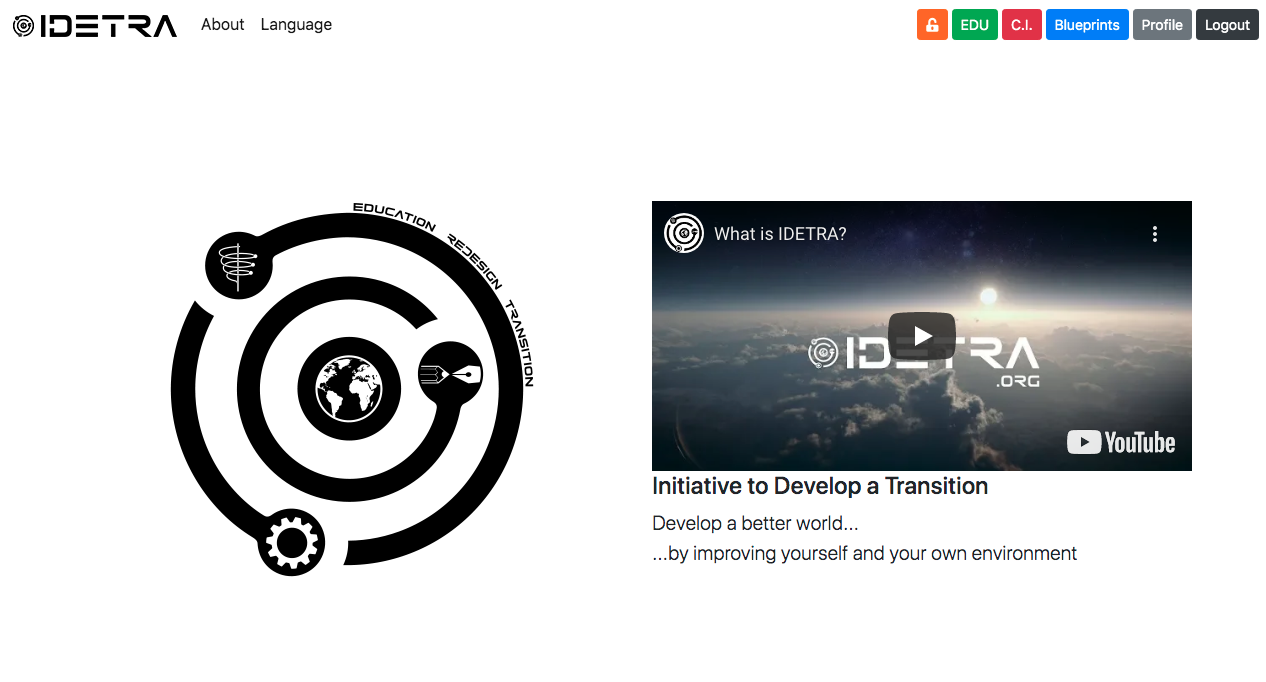 IDETRA About Language EDU C.I. Blueprints Profile Logout
EDUCATION REDESIGN TRANSITION
What is IDETRA?
IDETRA
.ORG
YouTube
Initiative to Develop a Transition
Develop a better world...
...by improving yourself and your own environment